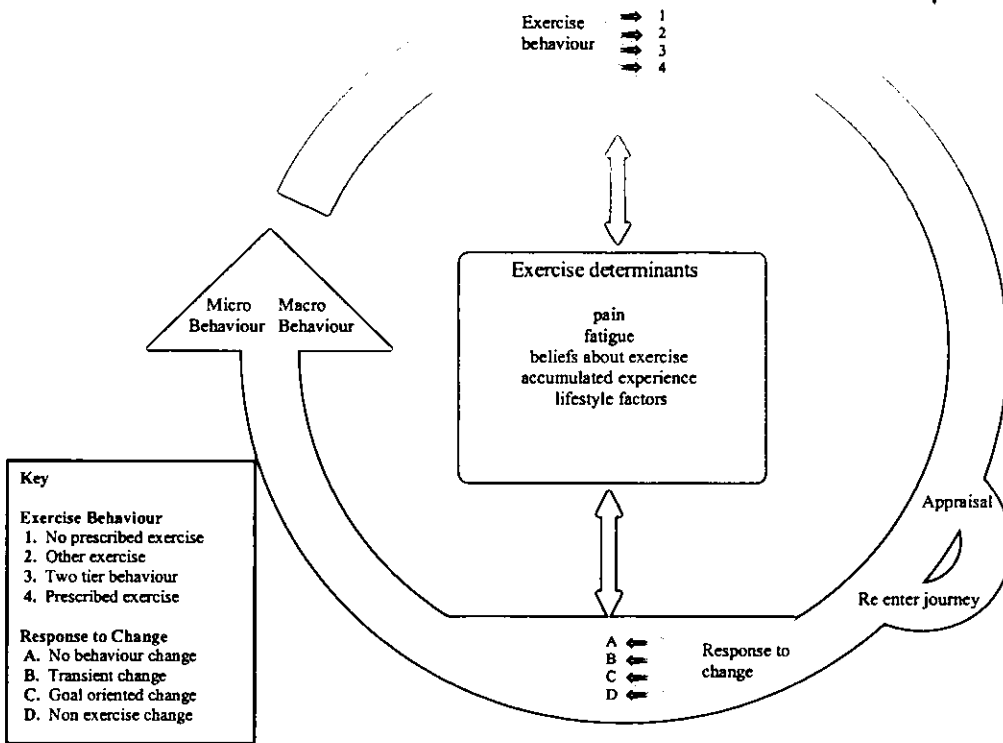 Exercise
behaviour
1
2
3
4
Exercise determinants
pain
fatigue
beliefs about exercise
accumulated experience
lifestyle factors
Micro Macro
Behaviour Behaviour
Key
Exercise Behaviour
1. No prescribed exercise
2. Other exercise
3. Two tier behaviour
4. Prescribed exercise
Response to Change
A. No behaviour change
B. Transient change
C. Goal oriented change
D. Non exercise change
Appraisal
Re enter journey
A
B
C
D
Response to
change